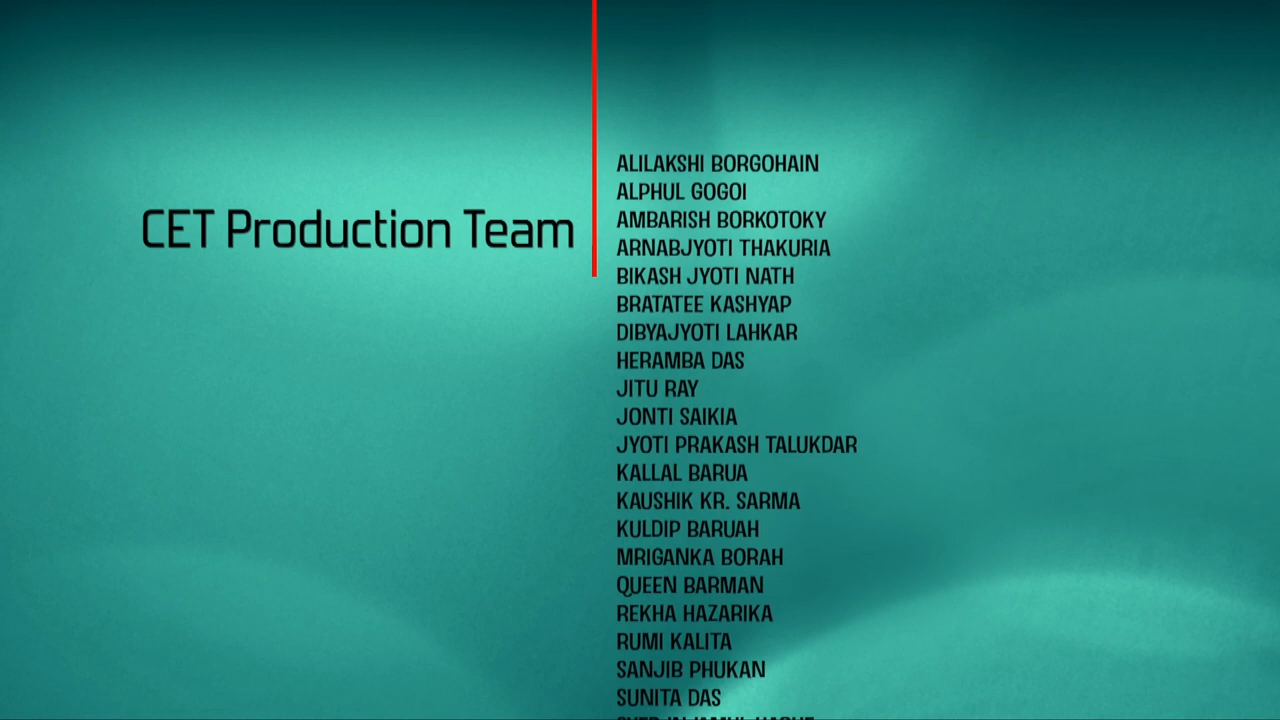 CET Production Team
ALILAKSHI BORGOHAIN
ALPHUL GOGOI
AMBARISH BORKOTOKY
ARNABJYOTI THAKURIA
BIKASH JYOTI NATH
BRATATEE KASHYAP
DIBYAJYOTI LAHKAR
HERAMBA DAS
JITU RAY
JONTI SAIKIA
JYOTI PRAKASH TALUKDAR
KALLAL BARUA
KAUSHIK KR. SARMA
KULDIP BARUAH
MRIGANKA BORAH
QUEEN BARMAN
REKHA HAZARIKA
RUMI KALITA
SANJIB PHUKAN
SUNITA DAS